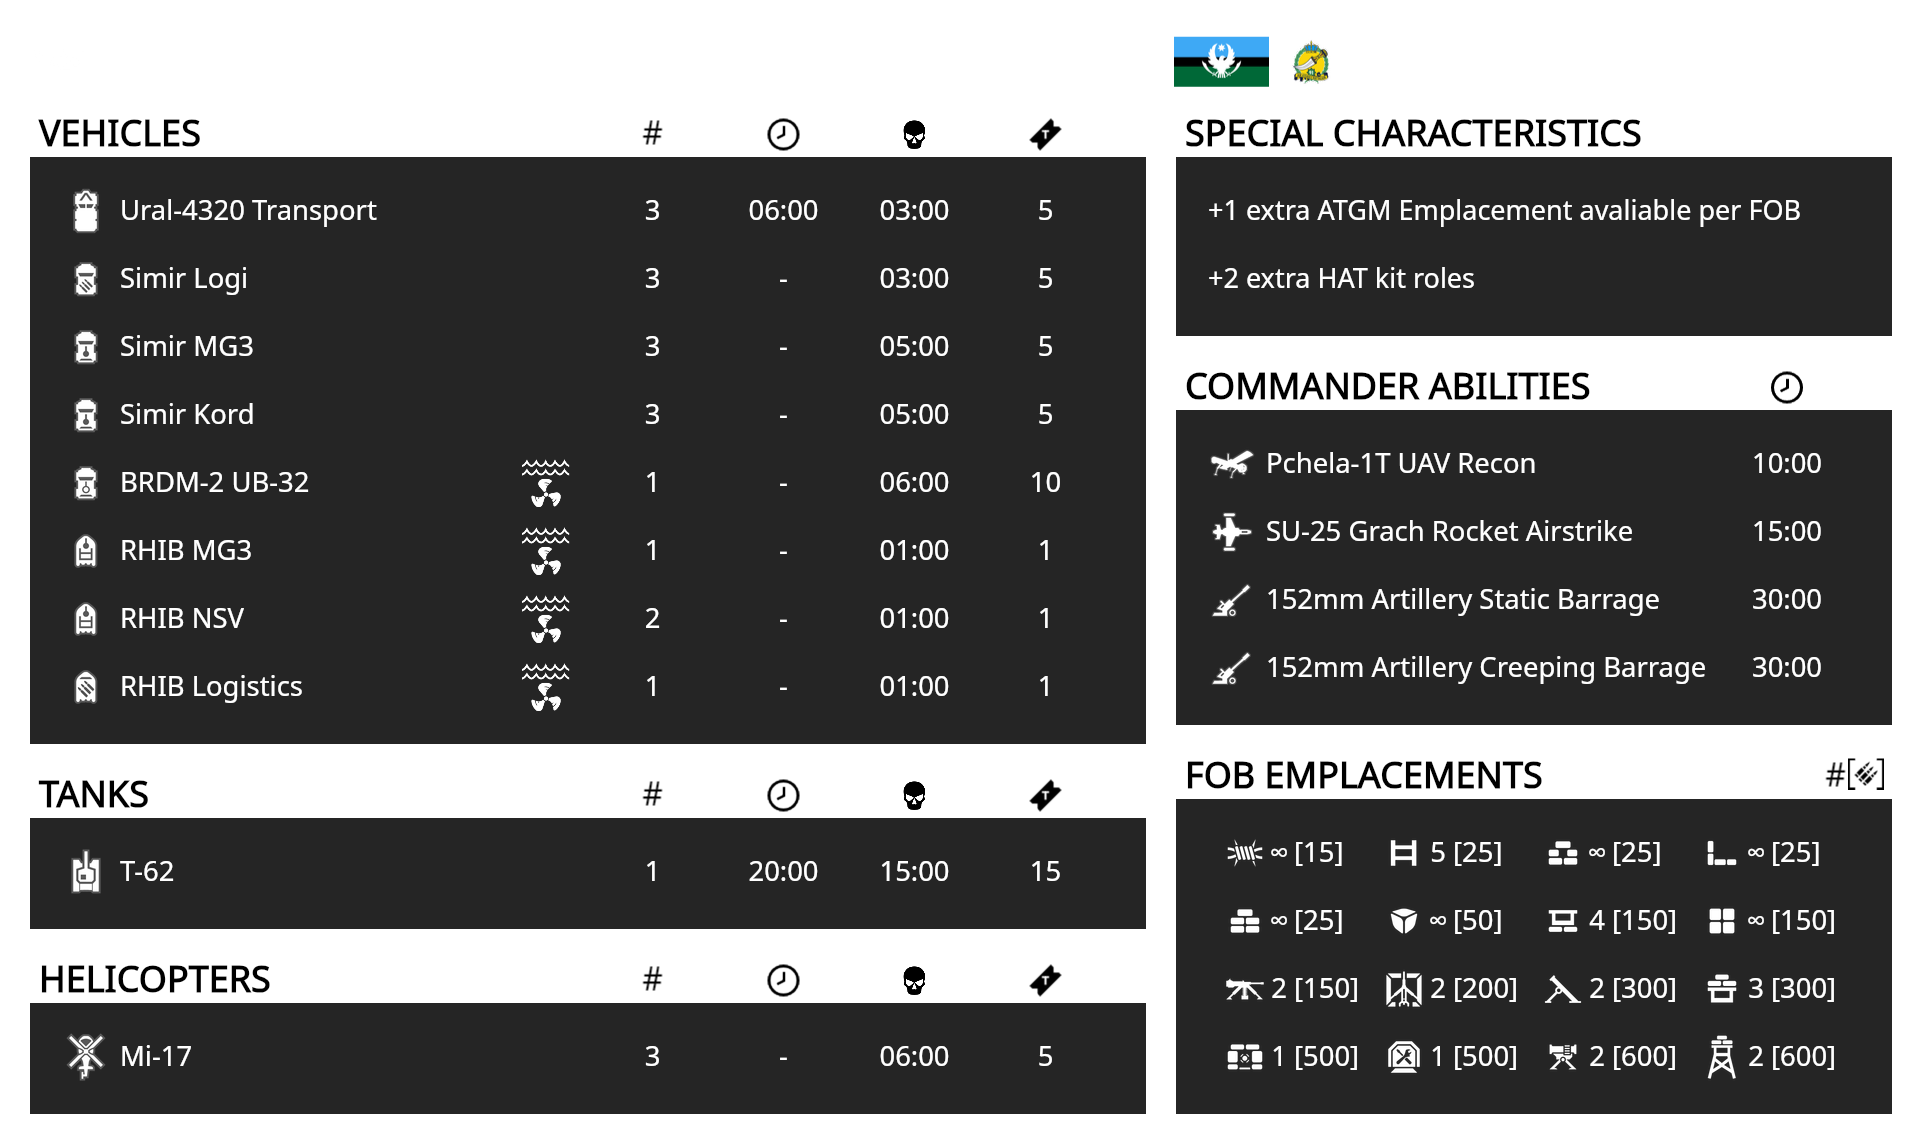 VEHICLES #
Ural-4320 Transport 3 06:00 03:00 5
Simir Logi 3 - 03:00 5
Simir MG3 3 - 05:00 5
Simir Kord 3 - 05:00 5
BRDM-2 UB-32 1 - 06:00 10
RHIB MG3 1 - 01:00 1
RHIB NSV 2 - 01:00 1
RHIB Logistics 1 - 01:00 1
TANKS #
T-62 1 20:00 15:00 15
HELICOPTERS #
Mi-17 3 - 06:00 5
SPECIAL CHARACTERISTICS
+1 extra ATGM Emplacement avaliable per FOB
+2 extra HAT kit roles
COMMANDER ABILITIES
Pchela-1T UAV Recon 10:00
SU-25 Grach Rocket Airstrike 15:00
152mm Artillery Static Barrage 30:00
152mm Artillery Creeping Barrage 30:00
FOB EMPLACEMENTS #[]
∞ [15] 5 [25] ∞ [25] ∞ [25]
∞ [25] ∞ [50] 4 [150] ∞ [150]
2 [150] 2 [200] 2 [300] 3 [300]
1 [500] 1 [500] 2 [600] 2 [600]